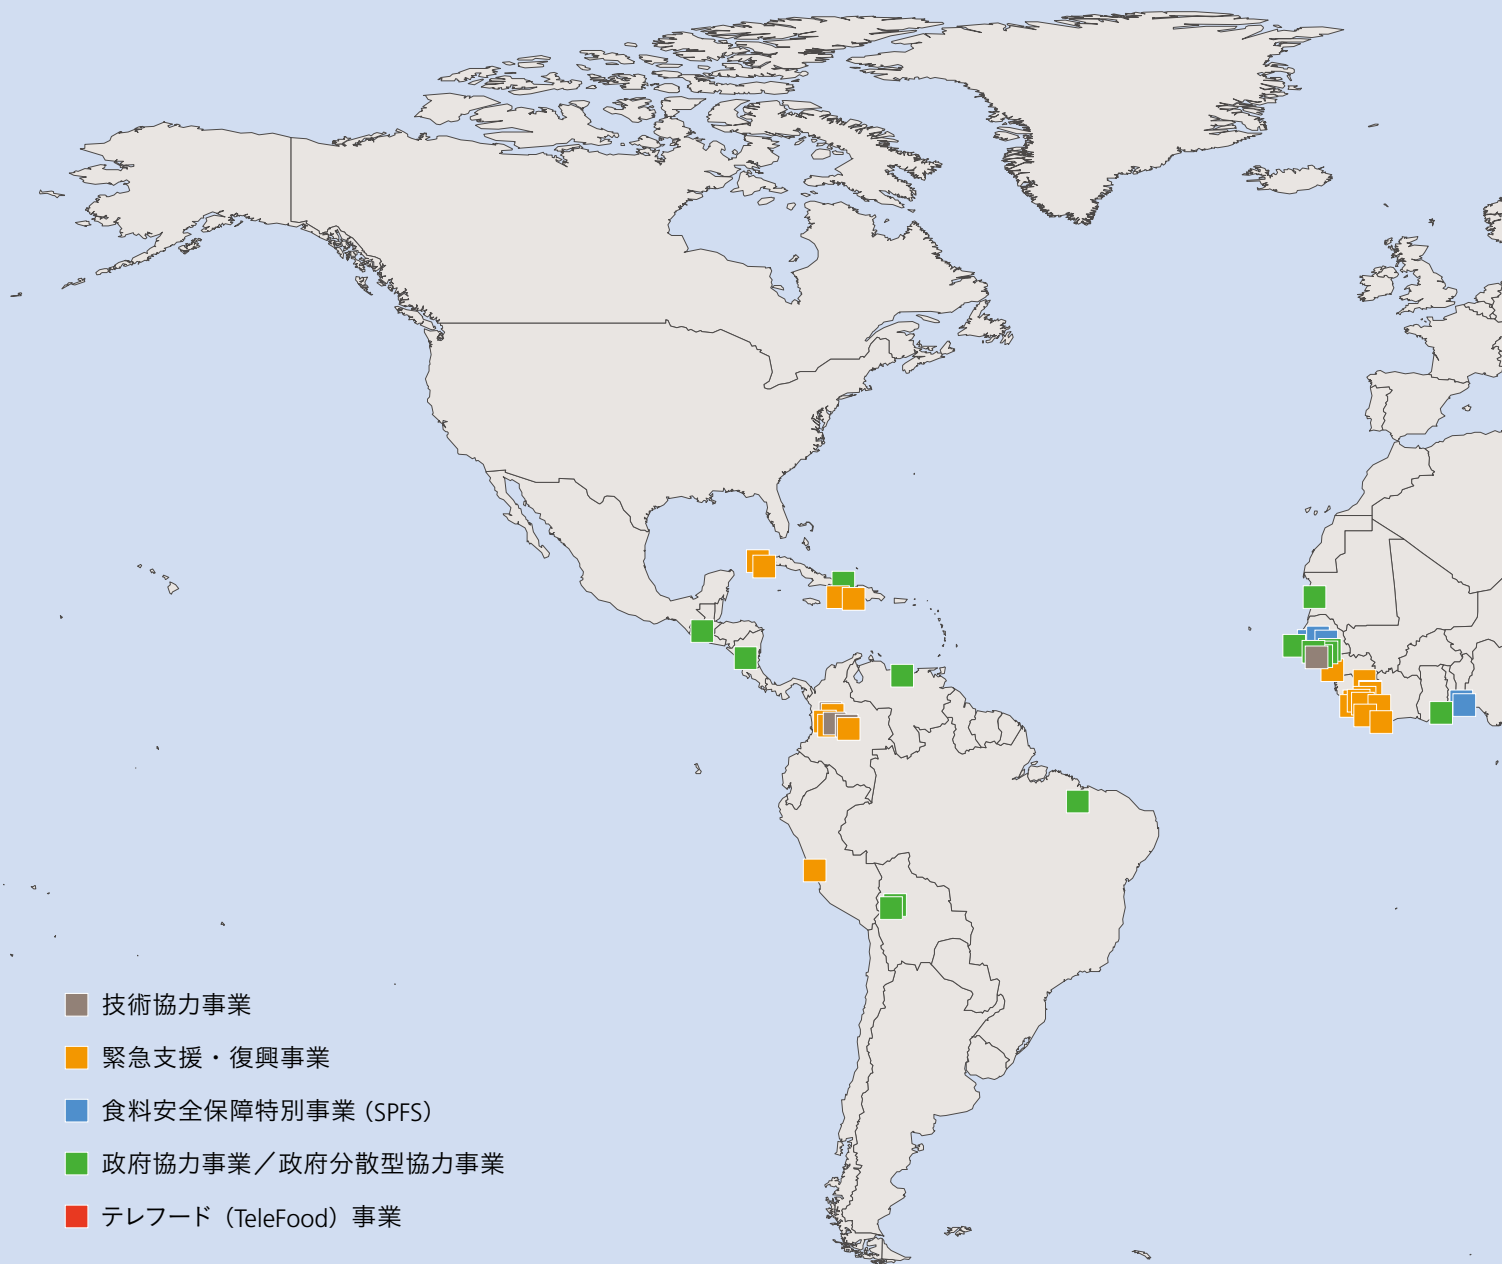 技術協力事業
緊急支援・復興事業
食料安全保障特別事業（SPFS）
政府協力事業／政府分散型協力事業
テレフード（TeleFood）事業